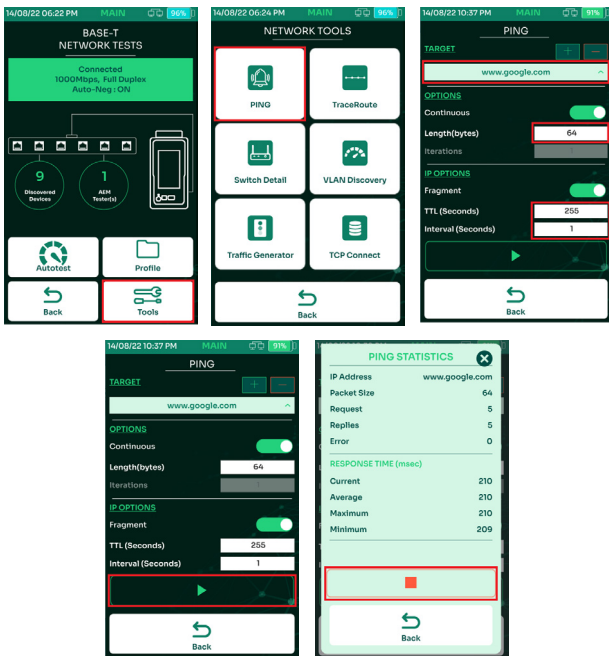 14/08/22 06:22 PM MAIN 96%
BASE-T
NETWORK TESTS
Connected
1000Mbps, Full Duplex
Auto-Neg : ON
9
Discovered
Devices
1
AEM
Tester(s)
Autotest
Profile
Back
Tools
14/08/22 06:24 PM MAIN 96%
NETWORK TOOLS
PING
TraceRoute
Switch Detail
VLAN Discovery
Traffic Generator
TCP Connect
Back
14/08/22 10:37 PM MAIN 91%
PING
TARGET + −
www.google.com
OPTIONS
Continuous
Length(bytes) 64
Iterations 1
IP OPTIONS
Fragment
TTL (Seconds) 255
Interval (Seconds) 1
Back
14/08/22 10:37 PM MAIN 91%
PING
TARGET + −
www.google.com
OPTIONS
Continuous
Length(bytes) 64
Iterations 1
IP OPTIONS
Fragment
TTL (Seconds) 255
Interval (Seconds) 1
Back
PING STATISTICS
IP Address www.google.com
Packet Size 64
Request 5
Replies 5
Error 0
RESPONSE TIME (msec)
Current 210
Average 210
Maximum 210
Minimum 209
Back